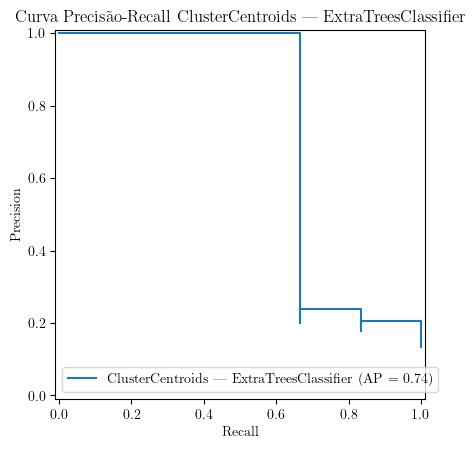 Curva Precisão-Recall ClusterCentroids — ExtraTreesClassifier
1.0
0.8
0.6
0.4
0.2
0.0
Precision
ClusterCentroids — ExtraTreesClassifier (AP = 0.74)
0.0 0.2 0.4 0.6 0.8 1.0
Recall